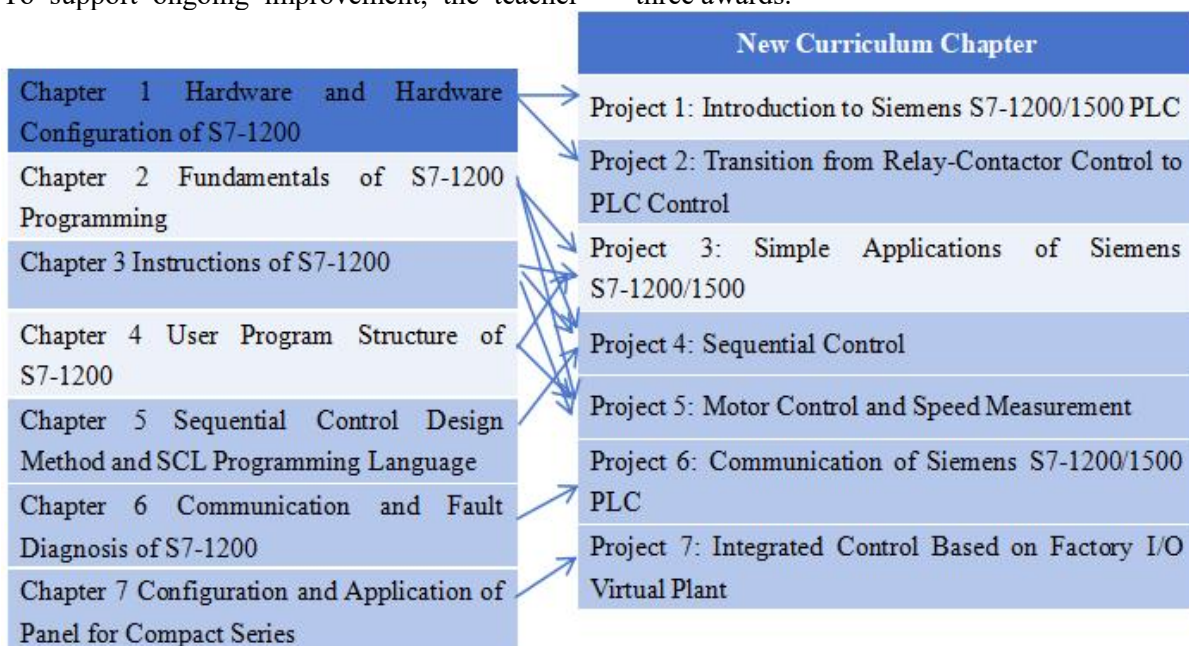 To support ongoing improvement, the teacher
three awards.
Chapter 1 Hardware and Hardware
Configuration of S7-1200
Chapter 2 Fundamentals of S7-1200
Programming
Chapter 3 Instructions of S7-1200
Chapter 4 User Program Structure of
S7-1200
Chapter 5 Sequential Control Design
Method and SCL Programming Language
Chapter 6 Communication and Fault
Diagnosis of S7-1200
Chapter 7 Configuration and Application of
Panel for Compact Series
New Curriculum Chapter
Project 1: Introduction to Siemens S7-1200/1500 PLC
Project 2: Transition from Relay-Contactor Control to
PLC Control
Project 3: Simple Applications of Siemens
S7-1200/1500
Project 4: Sequential Control
Project 5: Motor Control and Speed Measurement
Project 6: Communication of Siemens S7-1200/1500
PLC
Project 7: Integrated Control Based on Factory I/O
Virtual Plant